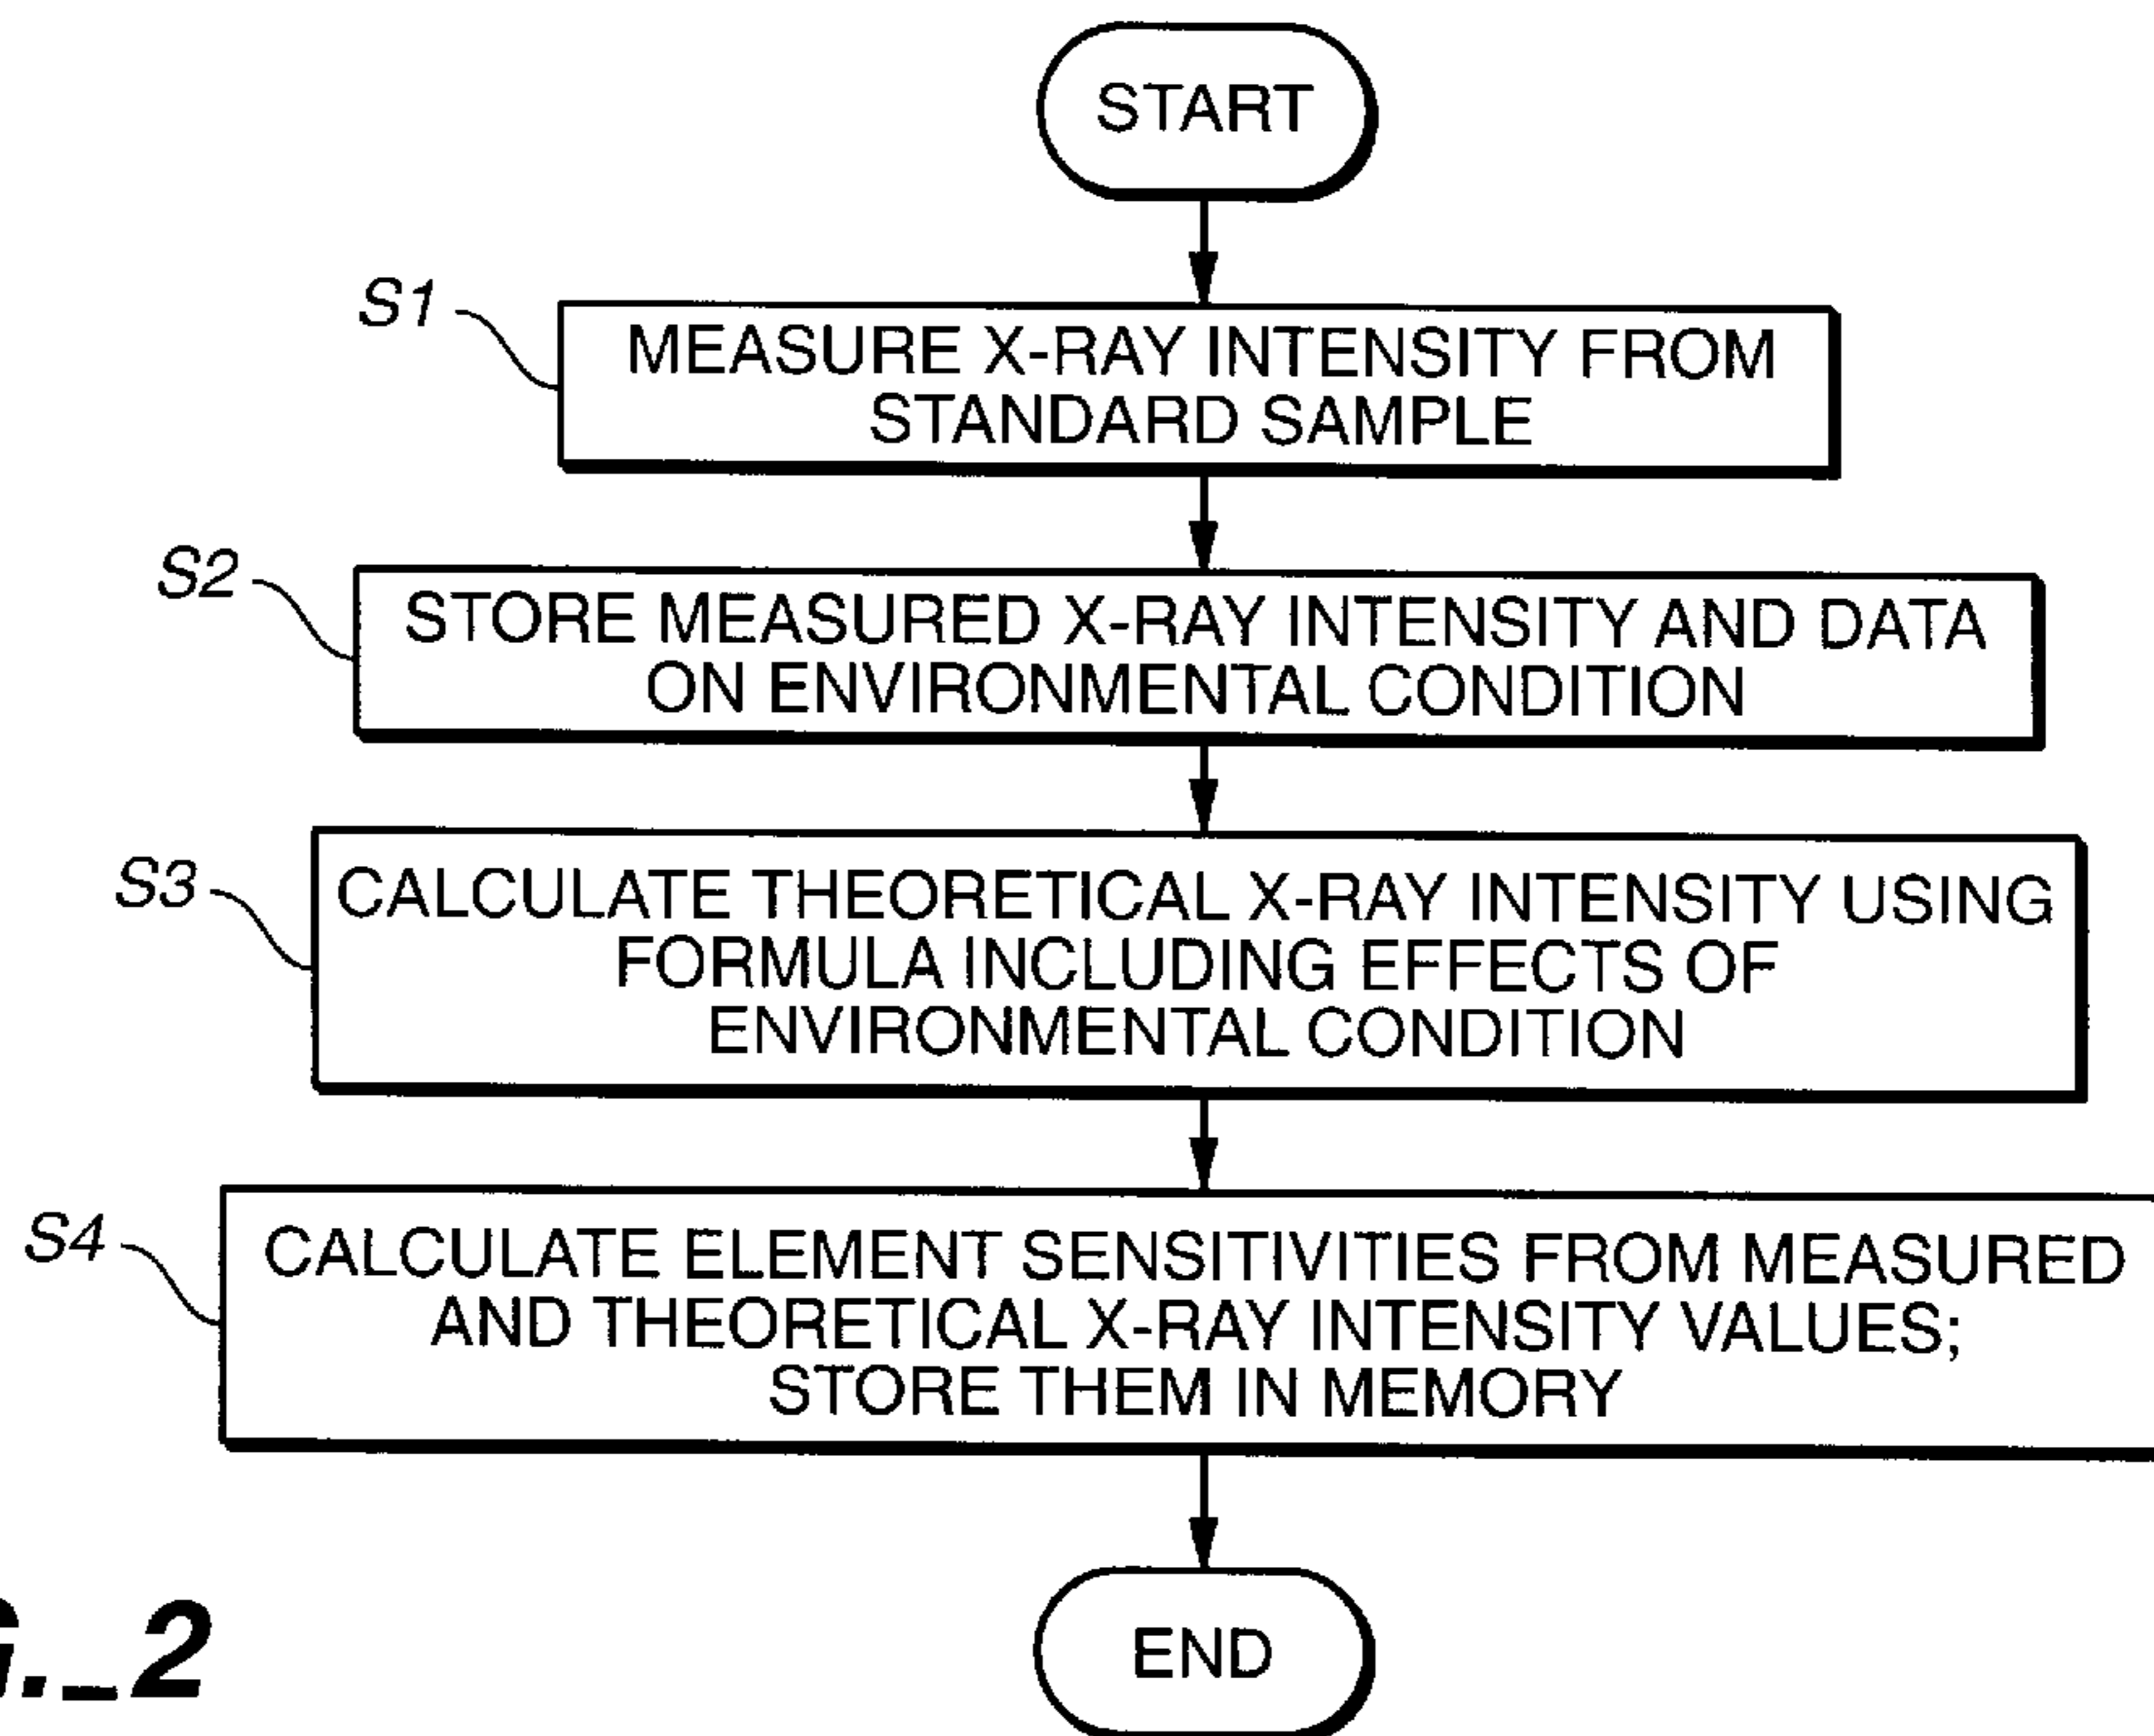 START
S1
MEASURE X-RAY INTENSITY FROM
STANDARD SAMPLE
S2
STORE MEASURED X-RAY INTENSITY AND DATA
ON ENVIRONMENTAL CONDITION
S3
CALCULATE THEORETICAL X-RAY INTENSITY USING
FORMULA INCLUDING EFFECTS OF
ENVIRONMENTAL CONDITION
S4
CALCULATE ELEMENT SENSITIVITIES FROM MEASURED
AND THEORETICAL X-RAY INTENSITY VALUES;
STORE THEM IN MEMORY
END
G._2